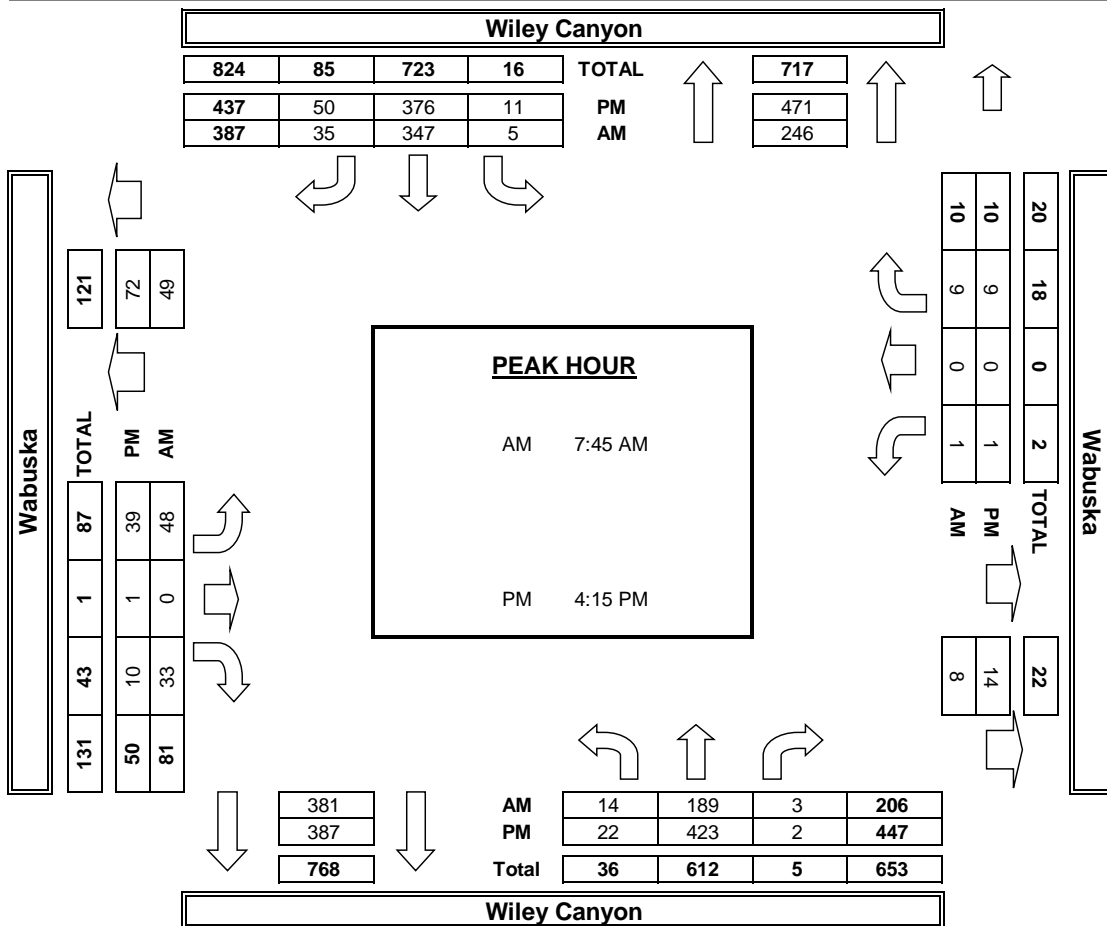 Wiley Canyon
824 85 723 16 TOTAL 717
437 50 376 11 PM 471
387 35 347 5 AM 246
Wabuska
121
72
49
TOTAL
PM
AM
87 1 43 131
39 1 10 50
48 0 33 81
PEAK HOUR
AM 7:45 AM
PM 4:15 PM
20 18 0 2 TOTAL
10 9 0 1 PM
10 9 0 1 AM
22
14
8
Wabuska
381 AM 14 189 3 206
387 PM 22 423 2 447
768 Total 36 612 5 653
Wiley Canyon